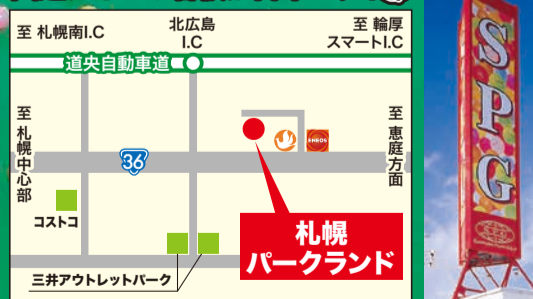 至 札幌南I.C
北広島
I.C
至 輪厚
スマートI.C
道央自動車道
至 札幌中心部
36
ENEOS
至 恵庭方面
コストコ
札幌
パークランド
三井アウトレットパーク
SPG